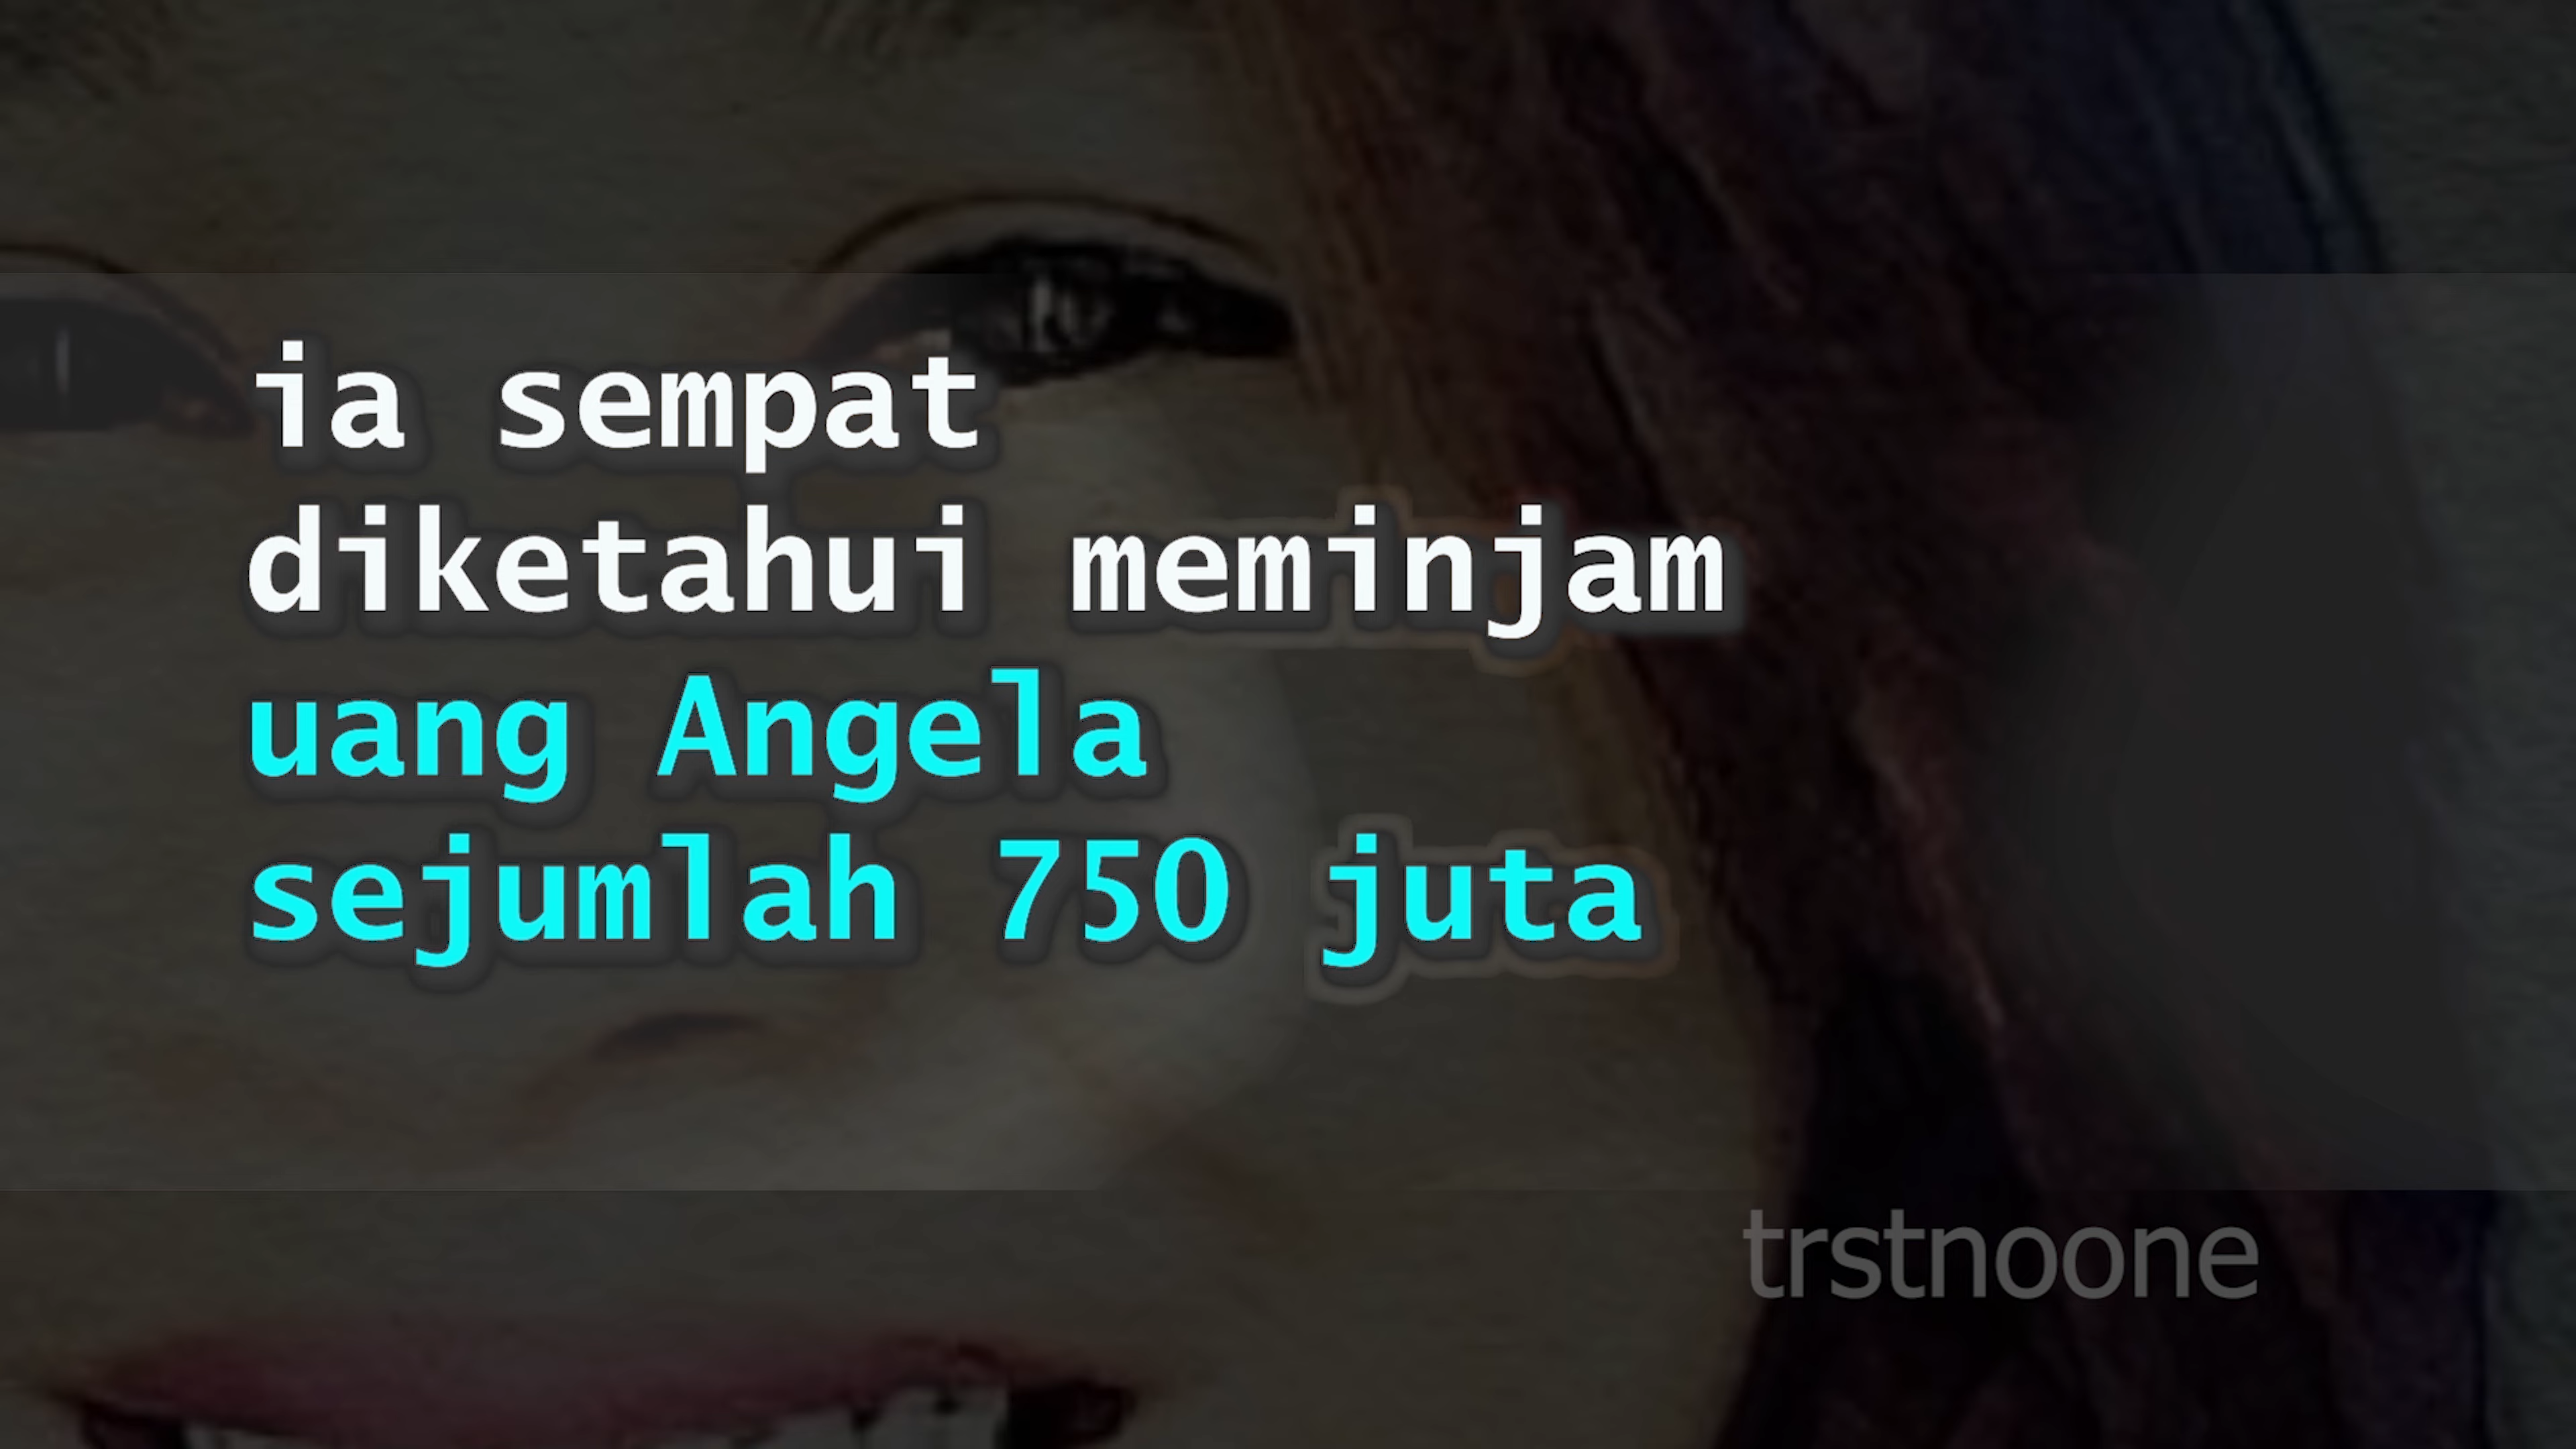 ia sempat
diketahui meminjam
uang Angela
sejumlah 750 juta
trstnoone